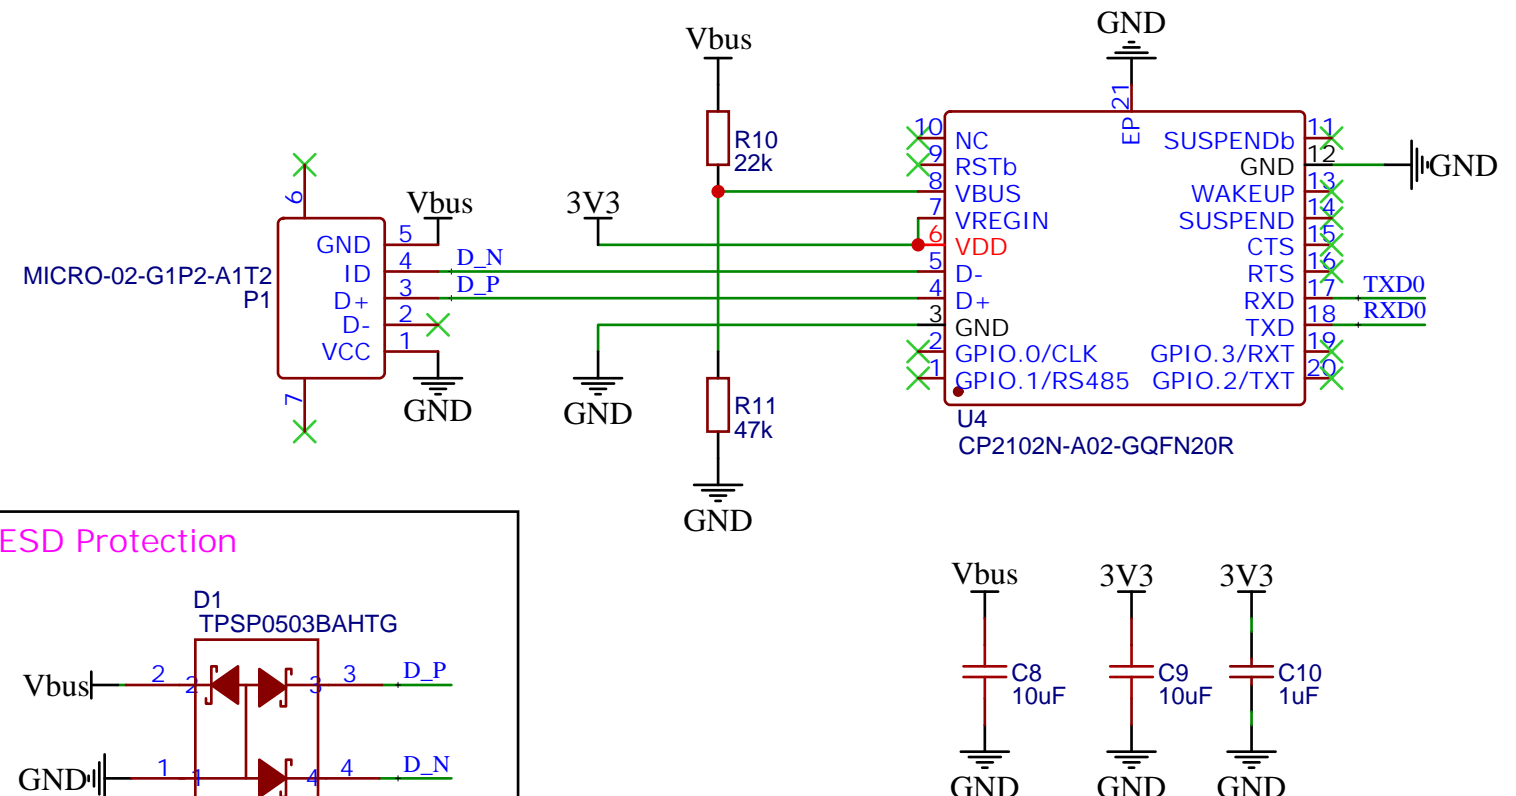 Vbus
GND
R10
22k
EP 21
10 NC
9 RSTb
8 VBUS
7 VREGIN
6 VDD
5 D-
4 D+
3 GND
2 GPIO.0/CLK
1 GPIO.1/RS485
SUSPENDb 11
GND 12
GND
WAKEUP 13
SUSPEND 14
CTS 15
RTS 16
RXD 17 TXD0
TXD 18 RXD0
GPIO.3/RXT 19
GPIO.2/TXT 20
U4
CP2102N-A02-GQFN20R
6
Vbus
3V3
GND 5
ID 4 D_N
D+ 3 D_P
D- 2
VCC 1
MICRO-02-G1P2-A1T2
P1
7
GND
GND
R11
47k
GND
ESD Protection
D1
TPSP0503BAHTG
Vbus 2 2 3 3 D_P
GND 1 1 4 4 D_N
Vbus
C8
10uF
GND
3V3
C9
10uF
GND
3V3
C10
1uF
GND